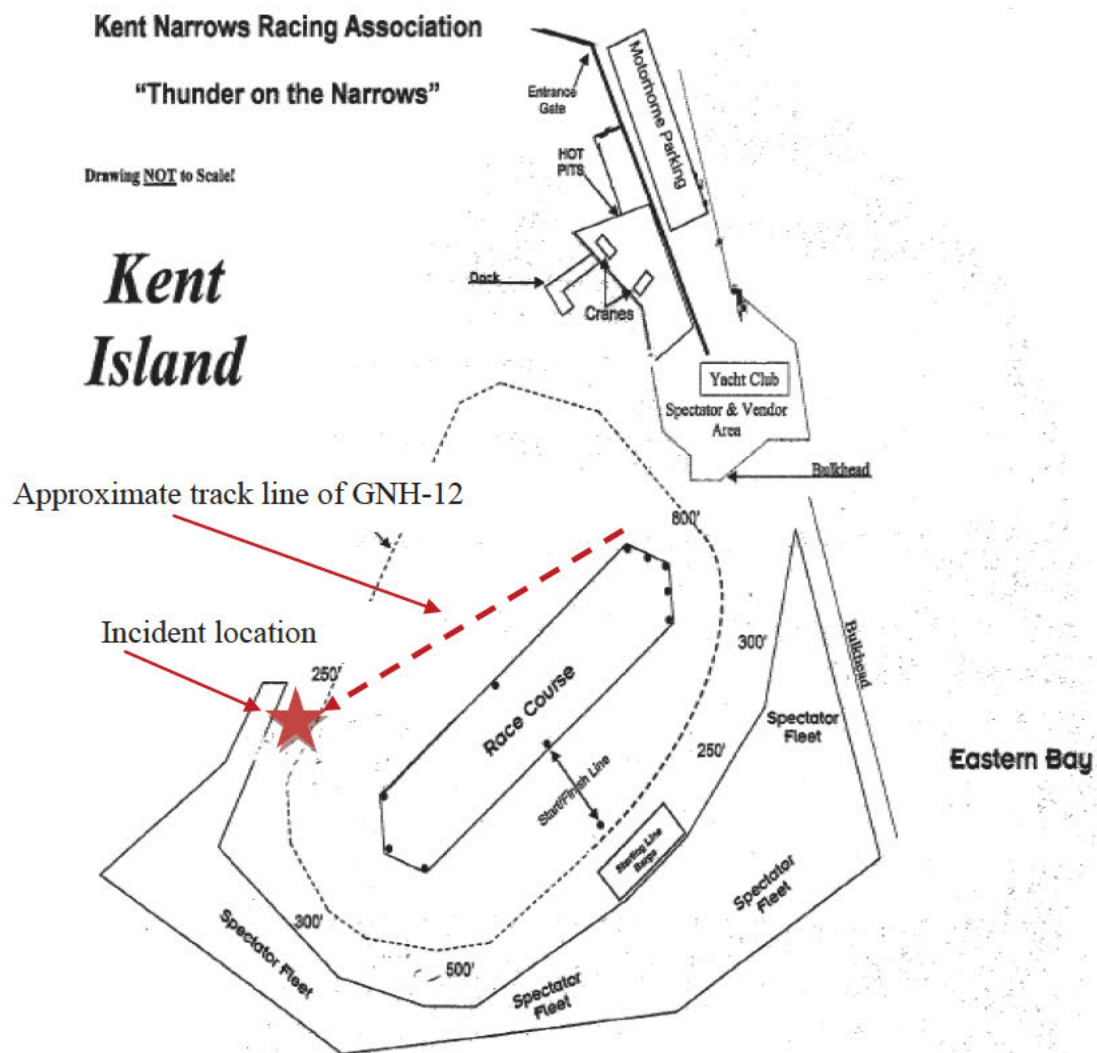 Kent Narrows Racing Association
"Thunder on the Narrows"
Drawing NOT to Scale!
Kent
Island
Entrance
Gate
Motorhorne Parking
HOT
PITS
Dock
Cranes
Yacht Club
Spectator & Vendor
Area
Bulkhead
Approximate track line of GNH-12
600'
Incident location
250'
300'
Bulkhead
Race Course
Spectator
Fleet
250'
Eastern Bay
Start/Finish Line
Starting Line
Barge
Spectator
Fleet
300'
Spectator Fleet
500'
Spectator
Fleet